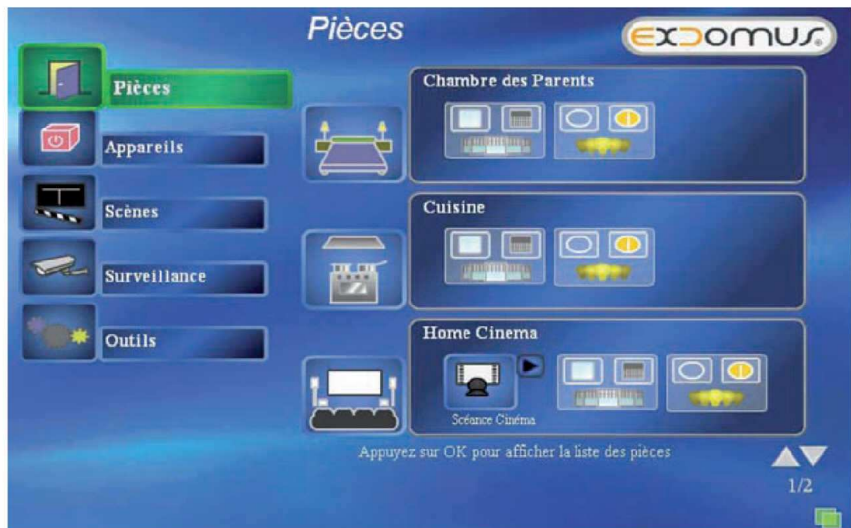 Pièces
EXDOMUS®
Pièces
Appareils
Scènes
Surveillance
Outils
Chambre des Parents
Cuisine
Home Cinema
Scéance Cinéma
Appuyez sur OK pour afficher la liste des pièces
1/2